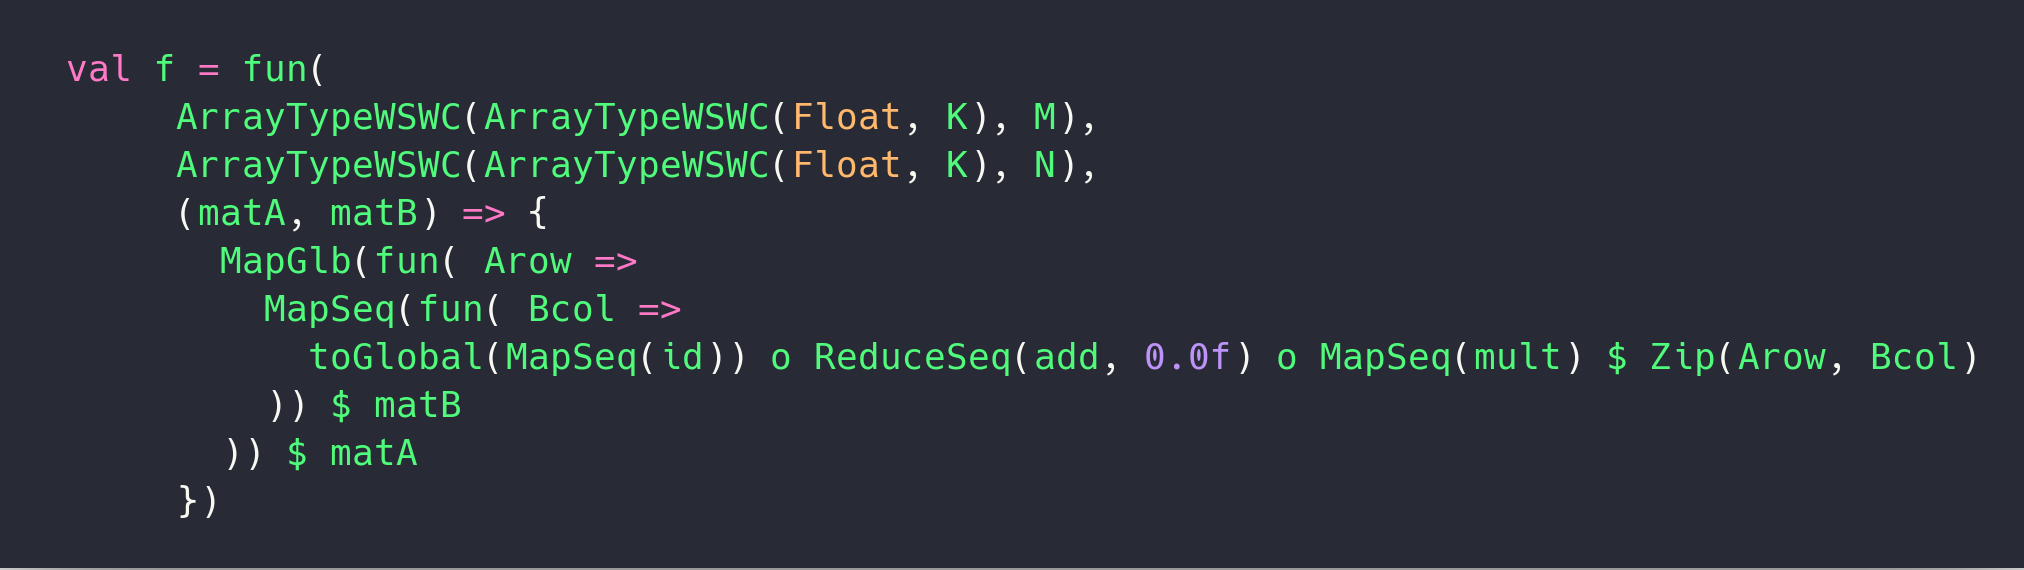 val f = fun(
ArrayTypeWSWC(ArrayTypeWSWC(Float, K), M),
ArrayTypeWSWC(ArrayTypeWSWC(Float, K), N),
(matA, matB) => {
MapGlb(fun( Arow =>
MapSeq(fun( Bcol =>
toGlobal(MapSeq(id)) o ReduceSeq(add, 0.0f) o MapSeq(mult) $ Zip(Arow, Bcol)
)) $ matB
)) $ matA
})